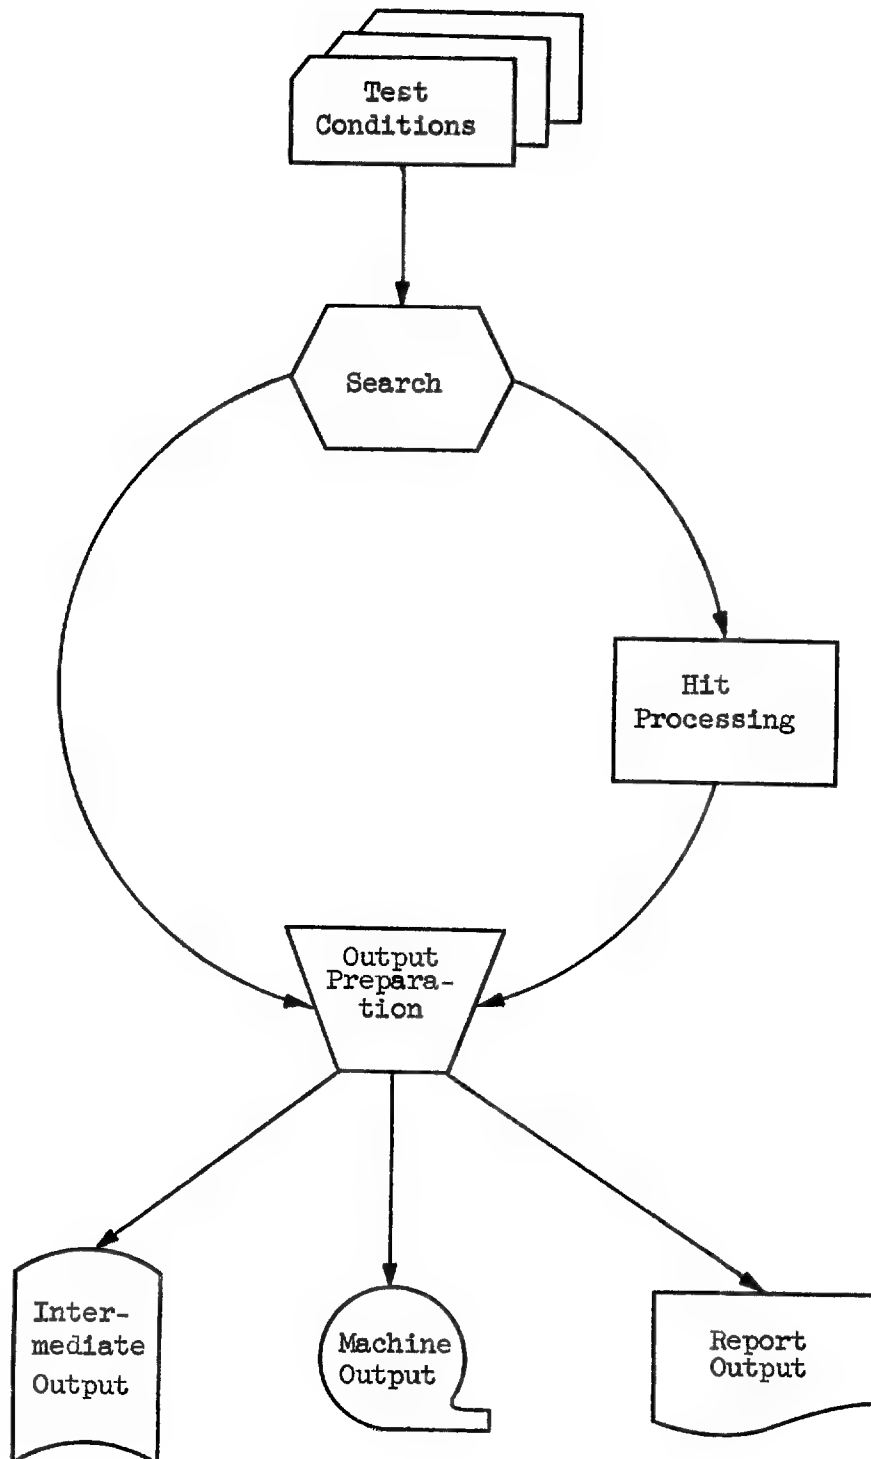 Test
Conditions
Search
Hit
Processing
Output
Prepara-
tion
Inter-
mediate
Output
Machine
Output
Report
Output